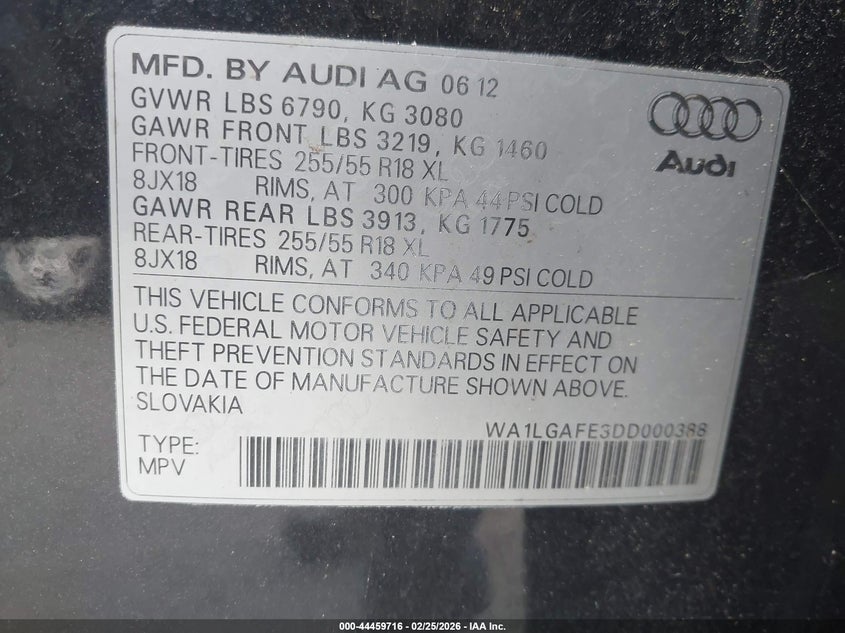 MFD. BY AUDI AG 06 12
GVWR LBS 6790, KG 3080
GAWR FRONT LBS 3219, KG 1460
FRONT-TIRES 255/55 R18 XL
8JX18 RIMS, AT 300 KPA 44 PSI COLD
GAWR REAR LBS 3913, KG 1775
REAR-TIRES 255/55 R18 XL
8JX18 RIMS, AT 340 KPA 49 PSI COLD
Audi
THIS VEHICLE CONFORMS TO ALL APPLICABLE
U.S. FEDERAL MOTOR VEHICLE SAFETY AND
THEFT PREVENTION STANDARDS IN EFFECT ON
THE DATE OF MANUFACTURE SHOWN ABOVE.
SLOVAKIA
WA1LGAFE3DD000388
TYPE:
MPV
000-44459716 - 02/25/2026 - IAA Inc.